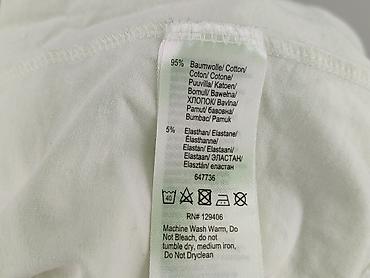 95% Baumwolle/ Cotton/
Coton/ Cotone/
Puuvilla/ Katoen/
Bomull/ Bawełna/
ХЛОПОК/ Bavlna/
Pamut/ бавовна/
Bumbac/ Pamuk
5% Elasthan/ Elastane/
Élasthanne/
Elastan/ Elastaani/
Elastaan/ ЭЛАСТАН/
Elasztán/ еластан
647736
40
RN# 129406
Machine Wash Warm, Do
Not Bleach, do not
tumble dry, medium iron,
Do Not Dryclean